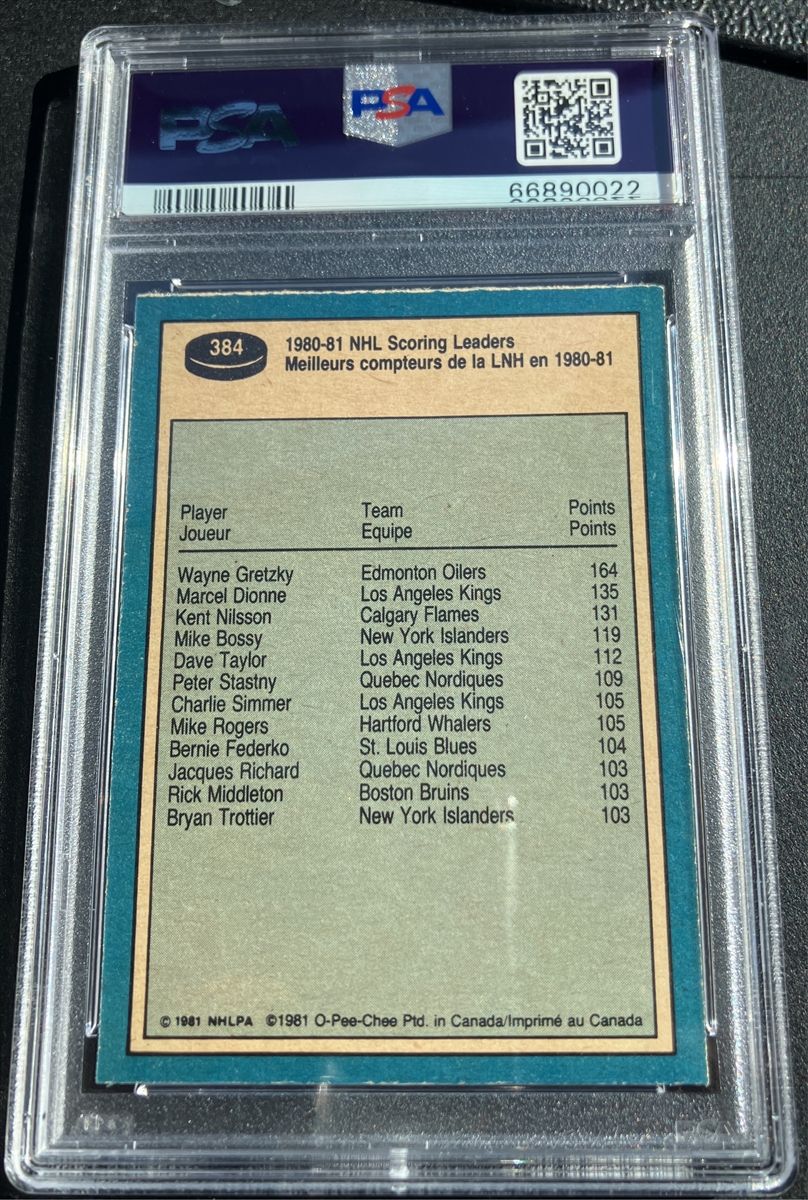 PSA
PSA
66890022
384
1980-81 NHL Scoring Leaders
Meilleurs compteurs de la LNH en 1980-81
Player Team Points
Joueur Equipe Points
Wayne Gretzky Edmonton Oilers 164
Marcel Dionne Los Angeles Kings 135
Kent Nilsson Calgary Flames 131
Mike Bossy New York Islanders 119
Dave Taylor Los Angeles Kings 112
Peter Stastny Quebec Nordiques 109
Charlie Simmer Los Angeles Kings 105
Mike Rogers Hartford Whalers 105
Bernie Federko St. Louis Blues 104
Jacques Richard Quebec Nordiques 103
Rick Middleton Boston Bruins 103
Bryan Trottier New York Islanders 103
© 1981 NHLPA ©1981 O-Pee-Chee Ptd. in Canada/Imprimé au Canada